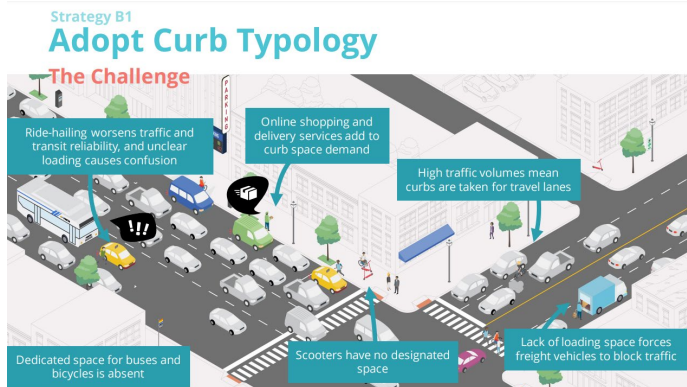 Strategy B1
Adopt Curb Typology
The Challenge
PARKING
Ride-hailing worsens traffic and
transit reliability, and unclear
loading causes confusion
Online shopping and
delivery services add to
curb space demand
High traffic volumes mean
curbs are taken for travel lanes
!!!
Dedicated space for buses and
bicycles is absent
Scooters have no designated
space
Lack of loading space forces
freight vehicles to block traffic